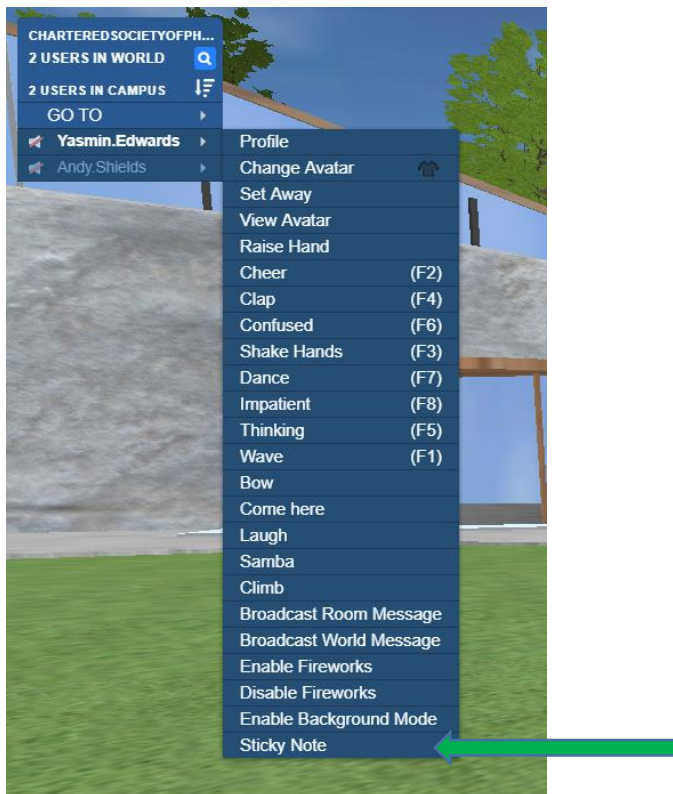 CHARTEREDSOCIETYOFPH...
2 USERS IN WORLD
2 USERS IN CAMPUS
GO TO
Yasmin.Edwards
Andy.Shields
Profile
Change Avatar
Set Away
View Avatar
Raise Hand
Cheer (F2)
Clap (F4)
Confused (F6)
Shake Hands (F3)
Dance (F7)
Impatient (F8)
Thinking (F5)
Wave (F1)
Bow
Come here
Laugh
Samba
Climb
Broadcast Room Message
Broadcast World Message
Enable Fireworks
Disable Fireworks
Enable Background Mode
Sticky Note